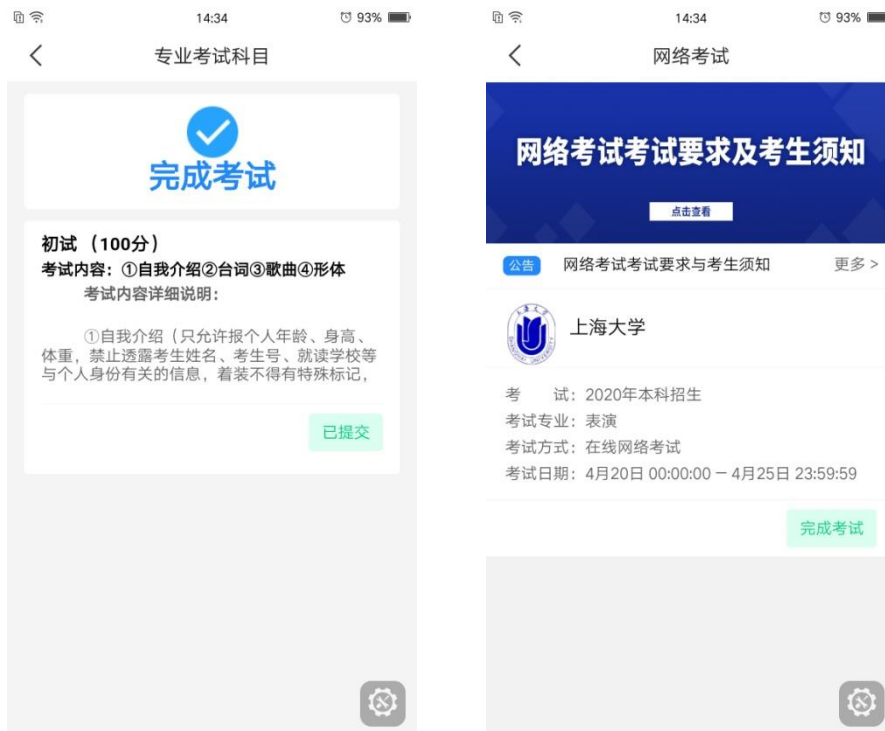 14:34
93%
专业考试科目
完成考试
初试（100分）
考试内容：①自我介绍②台词③歌曲④形体
考试内容详细说明：
①自我介绍（只允许报个人年龄、身高、
体重，禁止透露考生姓名、考生号、就读学校等
与个人身份有关的信息，着装不得有特殊标记，
已提交
14:34
93%
网络考试
网络考试考试要求及考生须知
点击查看
公告 网络考试考试要求与考生须知 更多 >
上海大学
考 试：2020年本科招生
考试专业：表演
考试方式：在线网络考试
考试日期：4月20日 00:00:00 — 4月25日 23:59:59
完成考试